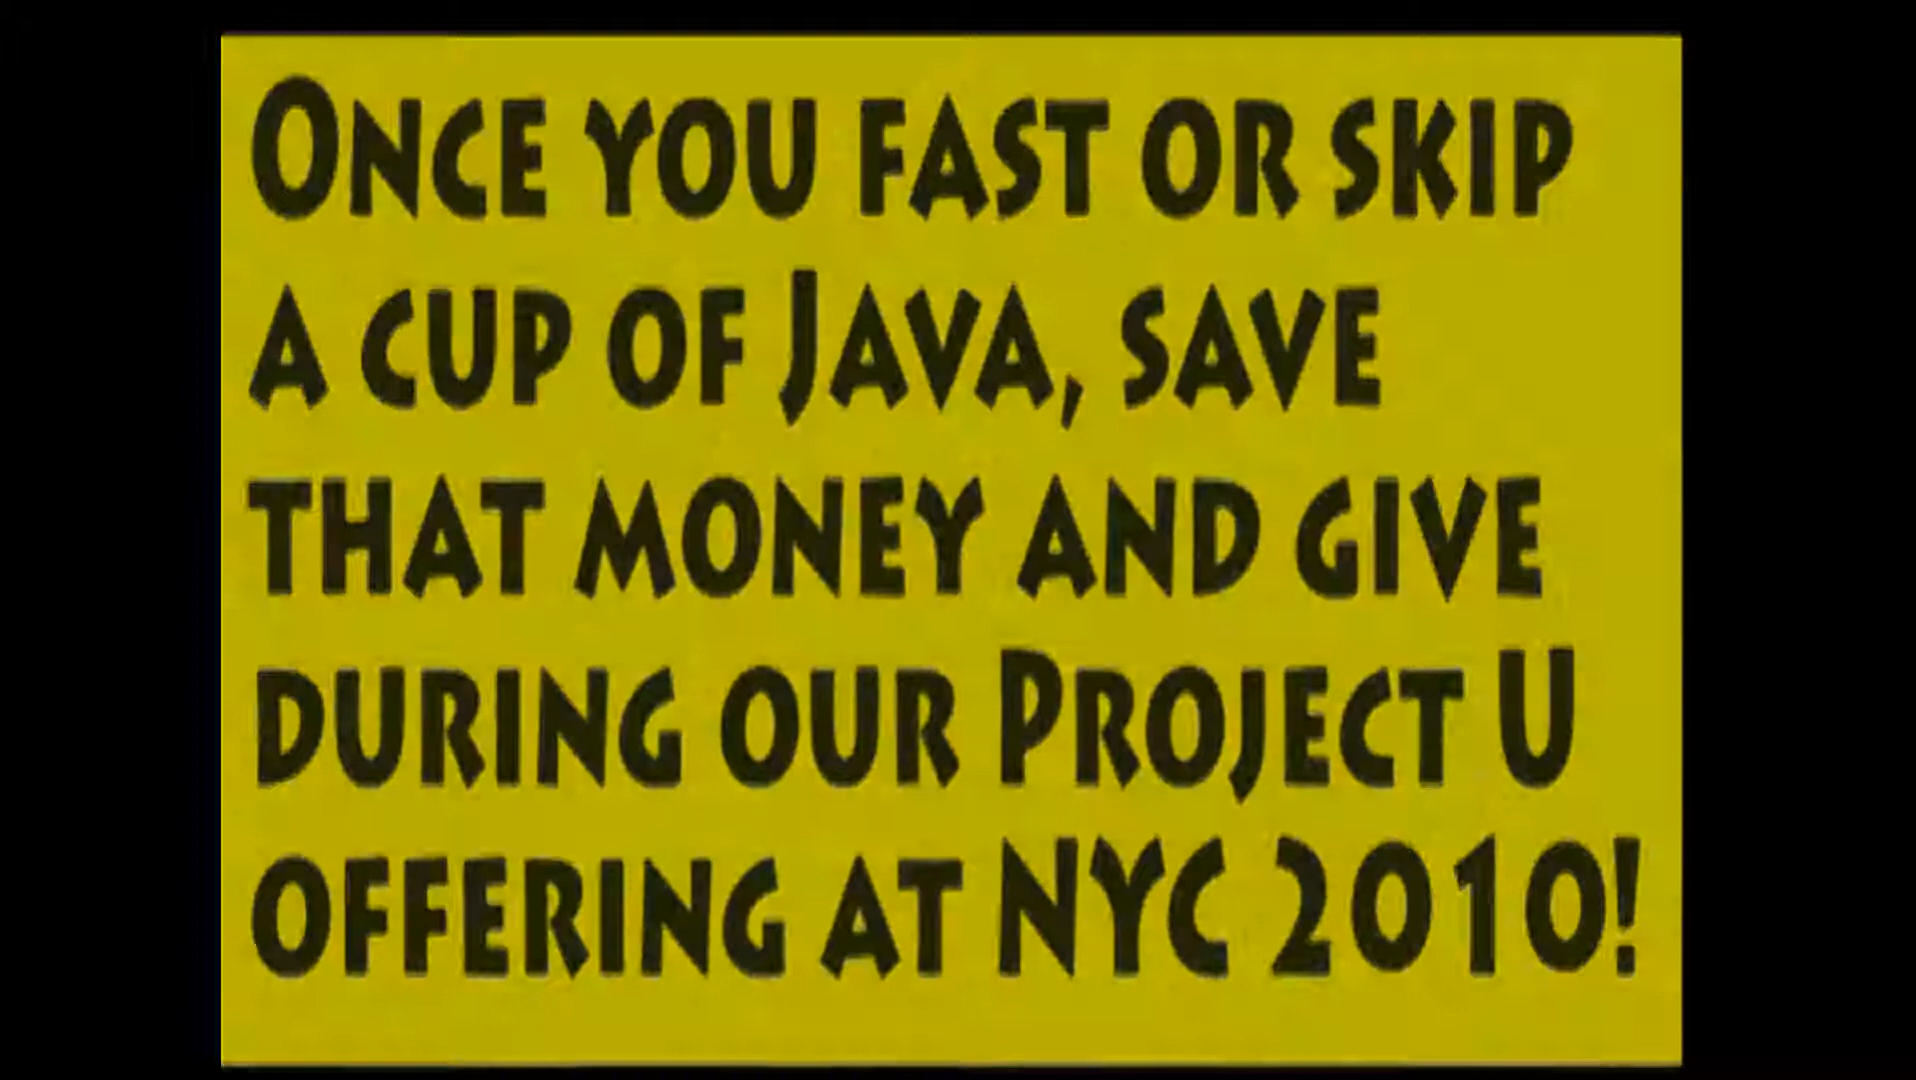 Once you fast or skip
a cup of Java, save
that money and give
during our Project U
offering at NYC 2010!